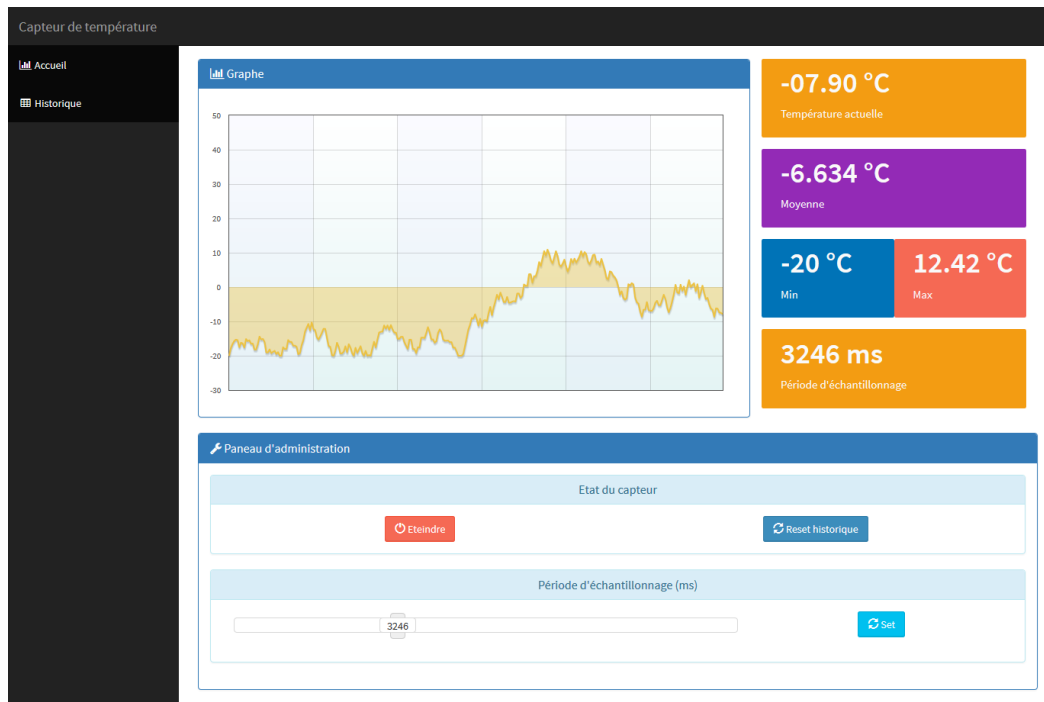 Capteur de température
Accueil
Historique
Graphe
50
40
30
20
10
0
-10
-20
-30
-07.90 °C
Température actuelle
-6.634 °C
Moyenne
-20 °C
Min
12.42 °C
Max
3246 ms
Période d'échantillonnage
Paneau d'administration
Etat du capteur
Eteindre
Reset historique
Période d'échantillonnage (ms)
3246
Set